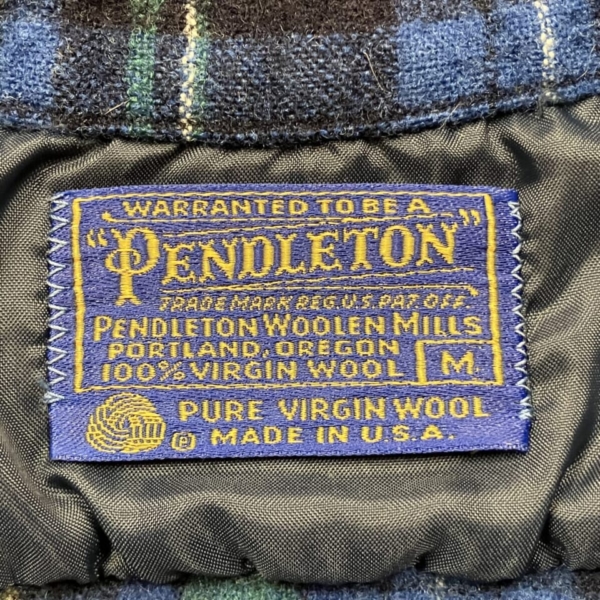 WARRANTED TO BE A
"PENDLETON"
TRADE MARK REG. U.S. PAT. OFF.
PENDLETON WOOLEN MILLS
PORTLAND, OREGON
100% VIRGIN WOOL M.
PURE VIRGIN WOOL
MADE IN U.S.A.